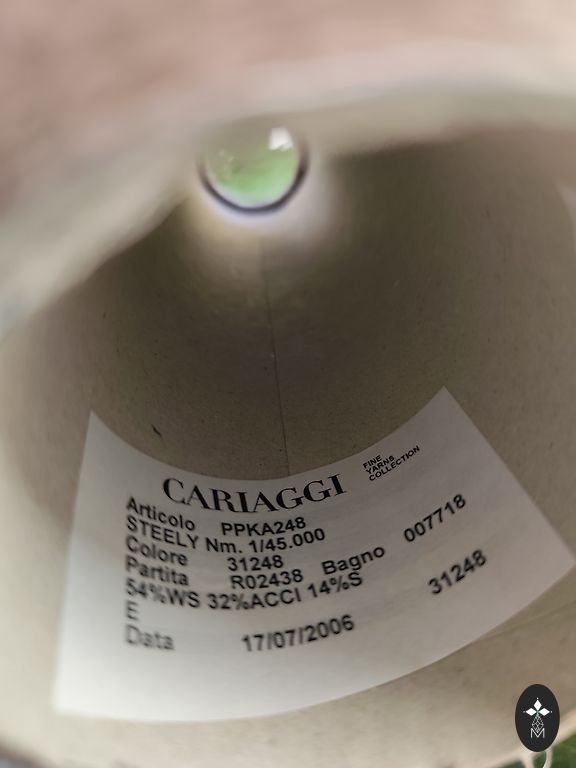 CARIAGGI FINE YARNS COLLECTION
Articolo PPKA248
STEELY Nm. 1/45.000
Colore 31248
Partita R02438 Bagno 007718
54%WS 32%ACCI 14%S
E 31248
Data 17/07/2006
M